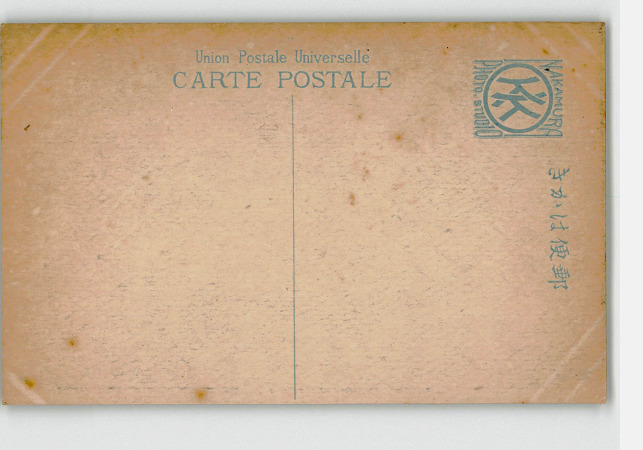 Union Postale Universelle
CARTE POSTALE
NAKAMURA
PHOTO. STUDIO
きかは便郵